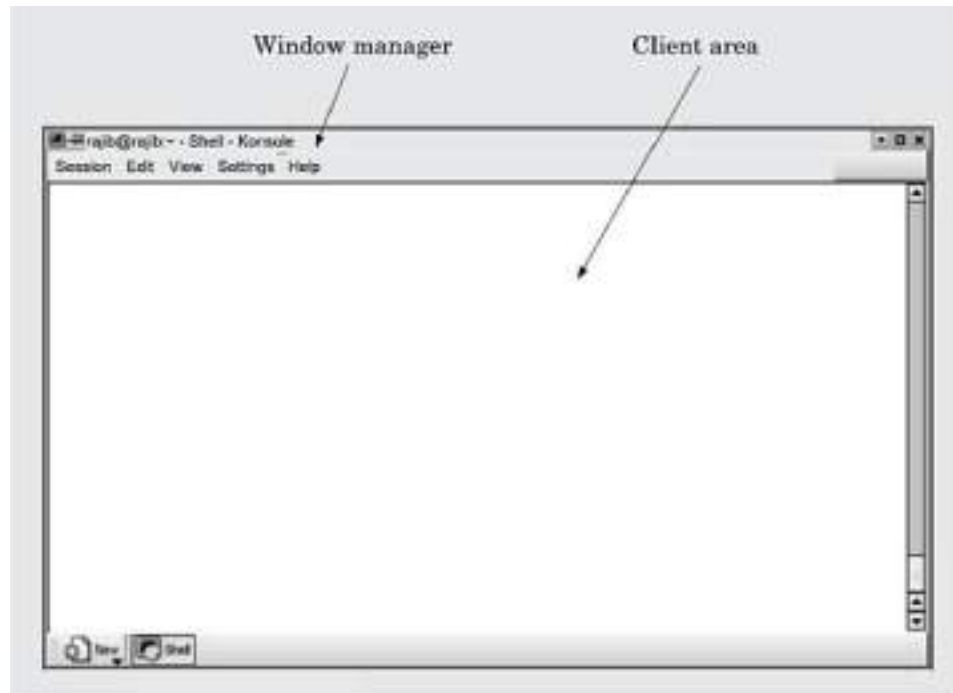 Window manager Client area
rajib@rajib:~ - Shell - Konsole
Session Edit View Settings Help
New Shell